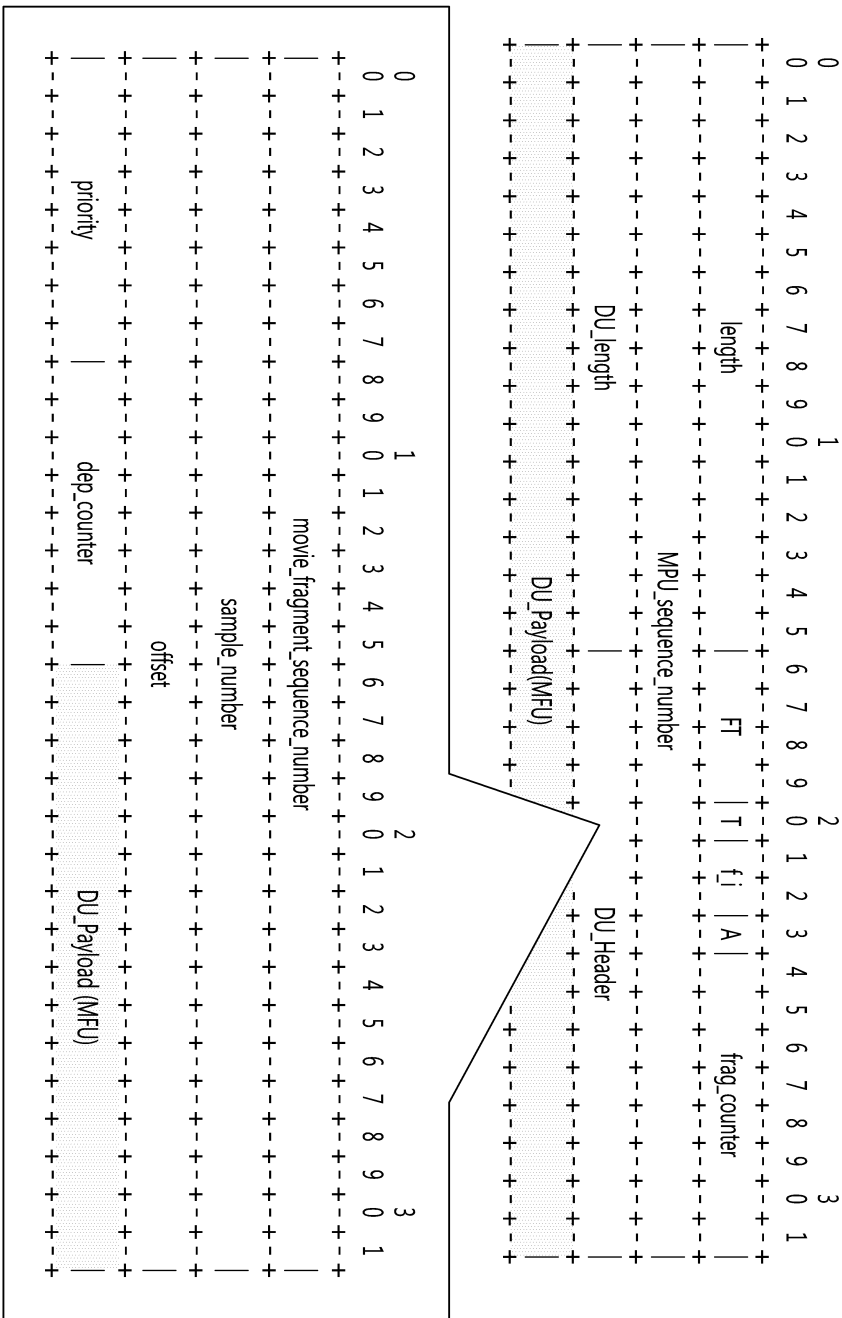 0 1 2 3
0 1 2 3 4 5 6 7 8 9 0 1 2 3 4 5 6 7 8 9 0 1 2 3 4 5 6 7 8 9 0 1
length | FT | T | f_i | A | frag_counter
MPU_sequence_number
DU_length | DU_Header
DU_Payload(MFU)
0 1 2 3
0 1 2 3 4 5 6 7 8 9 0 1 2 3 4 5 6 7 8 9 0 1 2 3 4 5 6 7 8 9 0 1
movie_fragment_sequence_number
sample_number
offset
priority | dep_counter | DU_Payload (MFU)